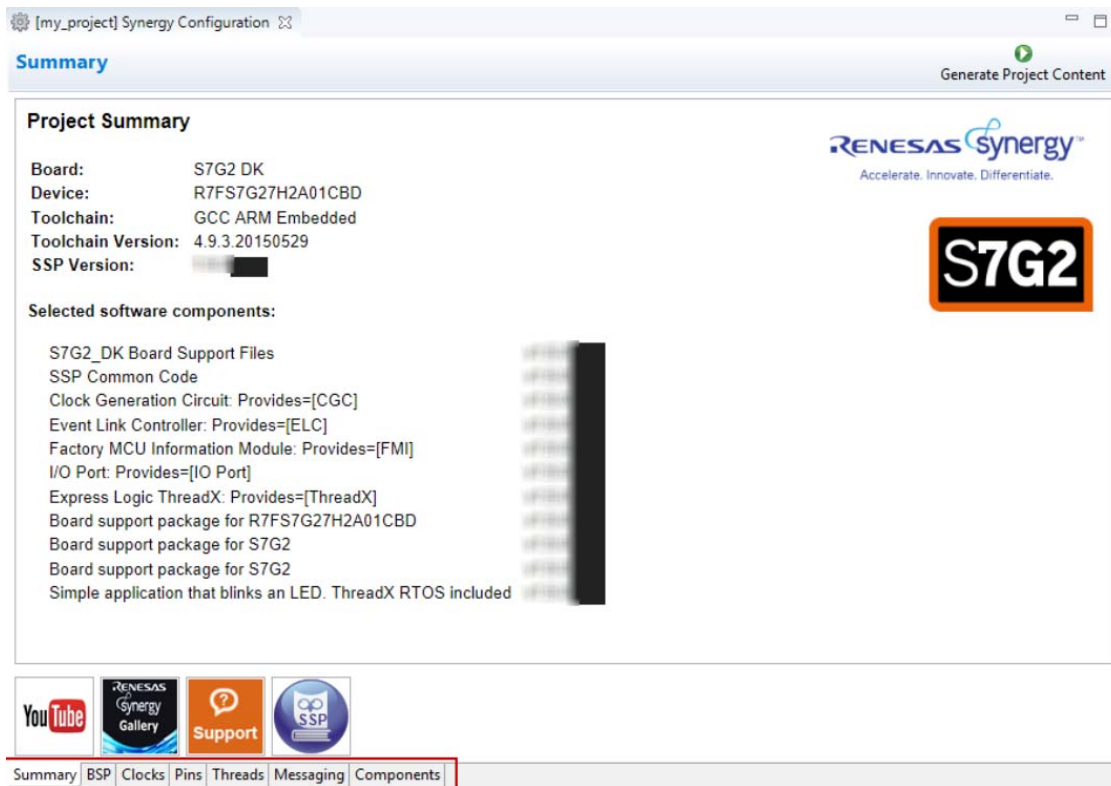 [my_project] Synergy Configuration
Summary
Generate Project Content
Project Summary
RENESAS Synergy™
Accelerate. Innovate. Differentiate.
Board: S7G2 DK
Device: R7FS7G27H2A01CBD
Toolchain: GCC ARM Embedded
Toolchain Version: 4.9.3.20150529
SSP Version:
S7G2
Selected software components:
S7G2_DK Board Support Files
SSP Common Code
Clock Generation Circuit: Provides=[CGC]
Event Link Controller: Provides=[ELC]
Factory MCU Information Module: Provides=[FMI]
I/O Port: Provides=[IO Port]
Express Logic ThreadX: Provides=[ThreadX]
Board support package for R7FS7G27H2A01CBD
Board support package for S7G2
Board support package for S7G2
Simple application that blinks an LED. ThreadX RTOS included
YouTube
RENESAS
Synergy
Gallery
Support
SSP
Summary BSP Clocks Pins Threads Messaging Components